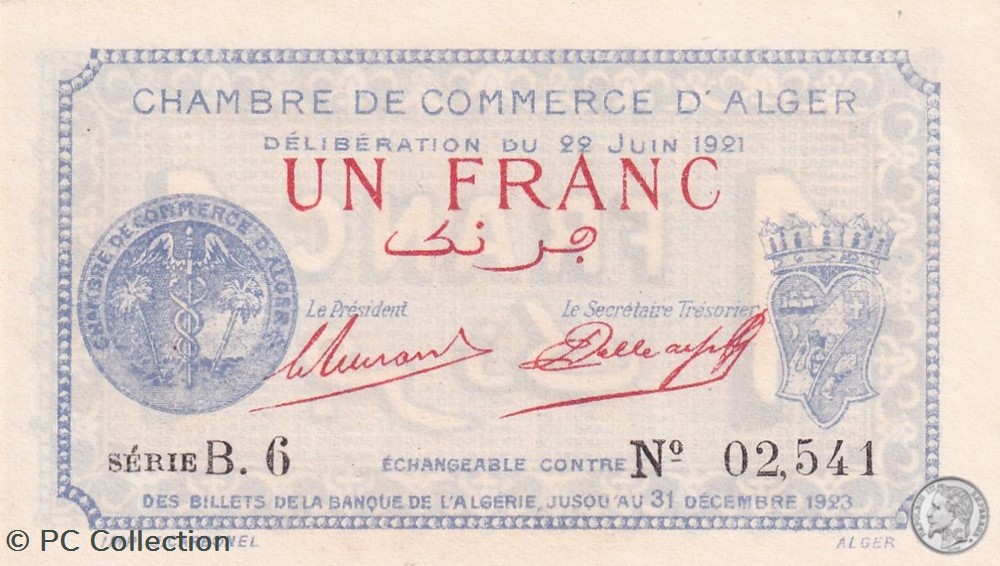 CHAMBRE DE COMMERCE D'ALGER
DÉLIBÉRATION DU 22 JUIN 1921
UN FRANC
فرنک
CHAMBRE DE COMMERCE D'ALGER
Le Président
Le Secrétaire Trésorier
SÉRIE B. 6
ÉCHANGEABLE CONTRE
Nº 02,541
DES BILLETS DE LA BANQUE DE L'ALGÉRIE, JUSQU'AU 31 DÉCEMBRE 1923
ALGER
© PC Collection